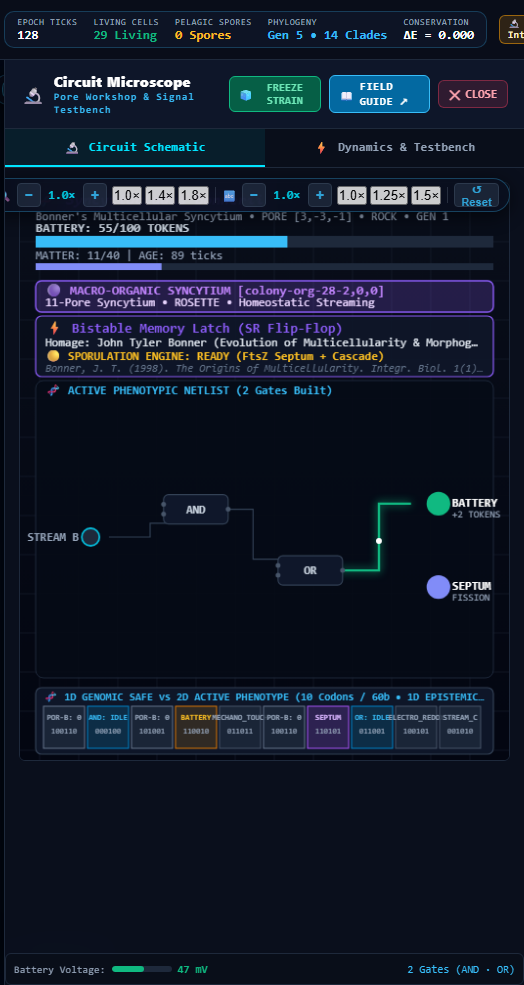 EPOCH TICKS LIVING CELLS PELAGIC SPORES PHYLOGENY CONSERVATION
128 29 Living 0 Spores Gen 5 • 14 Clades ΔE = 0.000
Int
Circuit Microscope
Pore Workshop & Signal
Testbench
FREEZE
STRAIN
FIELD
GUIDE ↗
CLOSE
Circuit Schematic Dynamics & Testbench
− 1.0× + 1.0× 1.4× 1.8× abc − 1.0× + 1.0× 1.25× 1.5× ↺
Reset
Bonner's Multicellular Syncytium • PORE [3,-3,-1] • ROCK • GEN 1
BATTERY: 55/100 TOKENS
MATTER: 11/40 | AGE: 89 ticks
MACRO-ORGANIC SYNCYTIUM [colony-org-28-2,0,0]
11-Pore Syncytium • ROSETTE • Homeostatic Streaming
Bistable Memory Latch (SR Flip-Flop)
Homage: John Tyler Bonner (Evolution of Multicellularity & Morphog…
SPORULATION ENGINE: READY (FtsZ Septum + Cascade)
Bonner, J. T. (1998). The Origins of Multicellularity. Integr. Biol. 1(1)…
ACTIVE PHENOTYPIC NETLIST (2 Gates Built)
AND
BATTERY
+2 TOKENS
STREAM B
OR
SEPTUM
FISSION
1D GENOMIC SAFE vs 2D ACTIVE PHENOTYPE (10 Codons / 60b • 1D EPISTEMIC…
POR-B: 0 AND: IDLE POR-B: 0 BATTERY MECHANO_TOUC POR-B: 0 SEPTUM OR: IDLE ELECTRO_REDO STREAM_C
100110 000100 101001 110010 011011 100110 110101 011001 100101 001010
Battery Voltage: 47 mV 2 Gates (AND · OR)